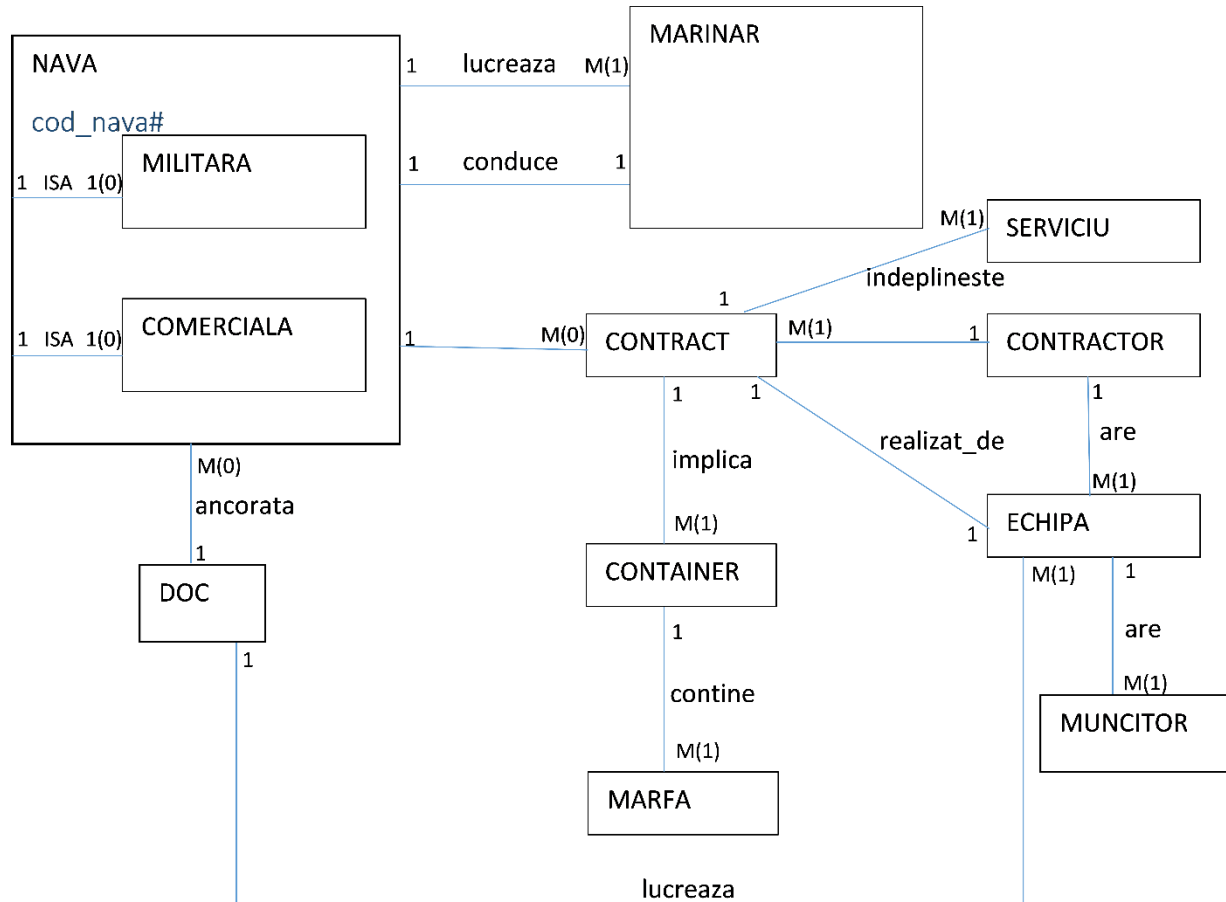 NAVA
cod_nava#
MILITARA
1 ISA 1(0)
COMERCIALA
1 ISA 1(0)
1 lucreaza M(1)
1 conduce 1
MARINAR
M(1)
SERVICIU
indeplineste
1
1
M(0)
CONTRACT
M(1)
1
CONTRACTOR
1
are
M(1)
1
realizat_de
1
ECHIPA
1
implica
M(1)
CONTAINER
1
contine
M(1)
MARFA
M(0)
ancorata
1
DOC
1
M(1)
1
are
M(1)
MUNCITOR
lucreaza